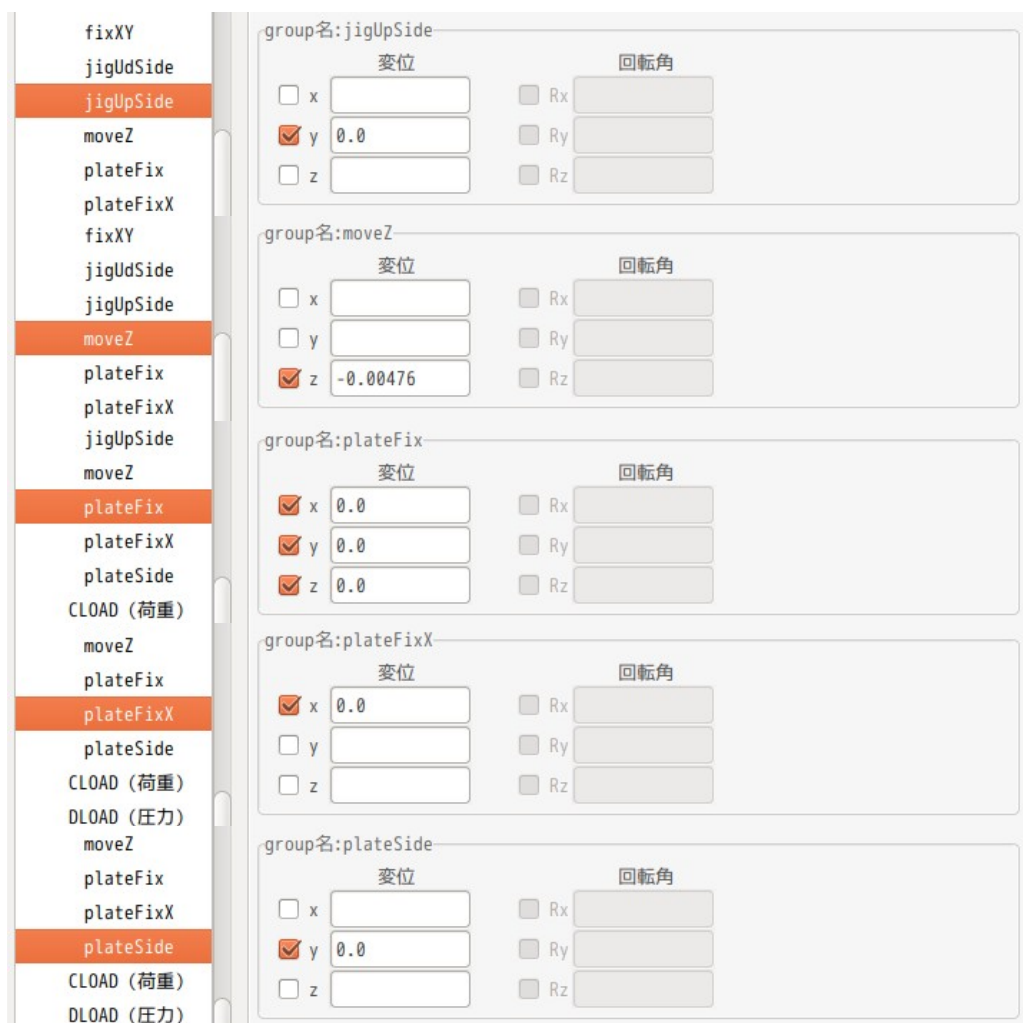 fixXY
jigUdSide
jigUpSide
moveZ
plateFix
plateFixX
group名:jigUpSide
変位 回転角
x Rx
y 0.0 Ry
z Rz
fixXY
jigUdSide
jigUpSide
moveZ
plateFix
plateFixX
group名:moveZ
変位 回転角
x Rx
y Ry
z -0.00476 Rz
jigUpSide
moveZ
plateFix
plateFixX
plateSide
CLOAD (荷重)
group名:plateFix
変位 回転角
x 0.0 Rx
y 0.0 Ry
z 0.0 Rz
moveZ
plateFix
plateFixX
plateSide
CLOAD (荷重)
DLOAD (圧力)
group名:plateFixX
変位 回転角
x 0.0 Rx
y Ry
z Rz
moveZ
plateFix
plateFixX
plateSide
CLOAD (荷重)
DLOAD (圧力)
group名:plateSide
変位 回転角
x Rx
y 0.0 Ry
z Rz